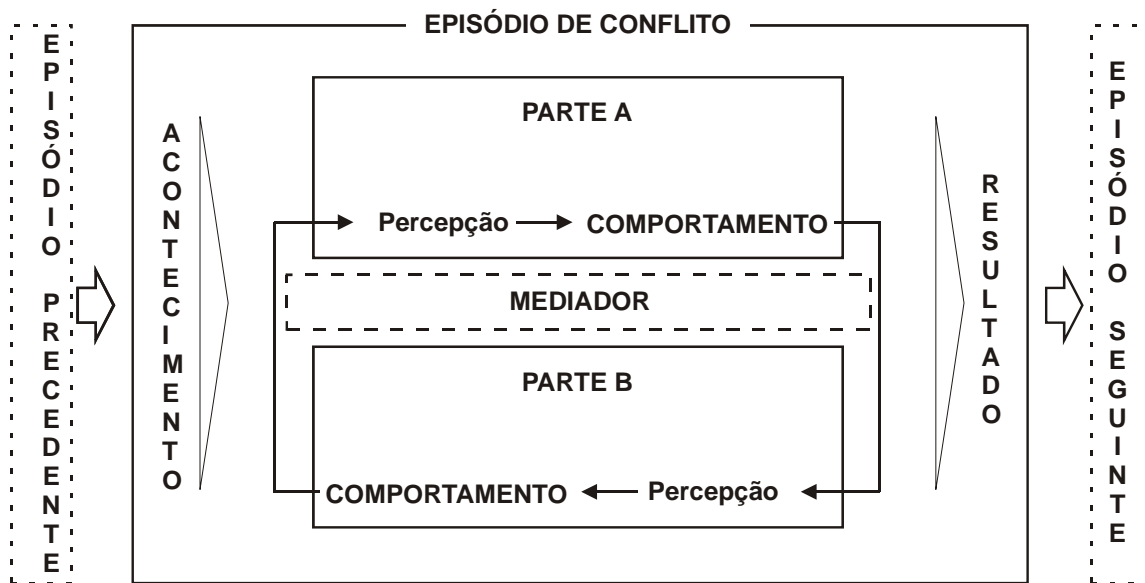 EPISÓDIO DE CONFLITO
EPISÓDIO PRECEDENTE
ACONTECIMENTO
PARTE A
Percepção COMPORTAMENTO
MEDIADOR
PARTE B
COMPORTAMENTO Percepção
RESULTADO
EPISÓDIO SEGUINTE